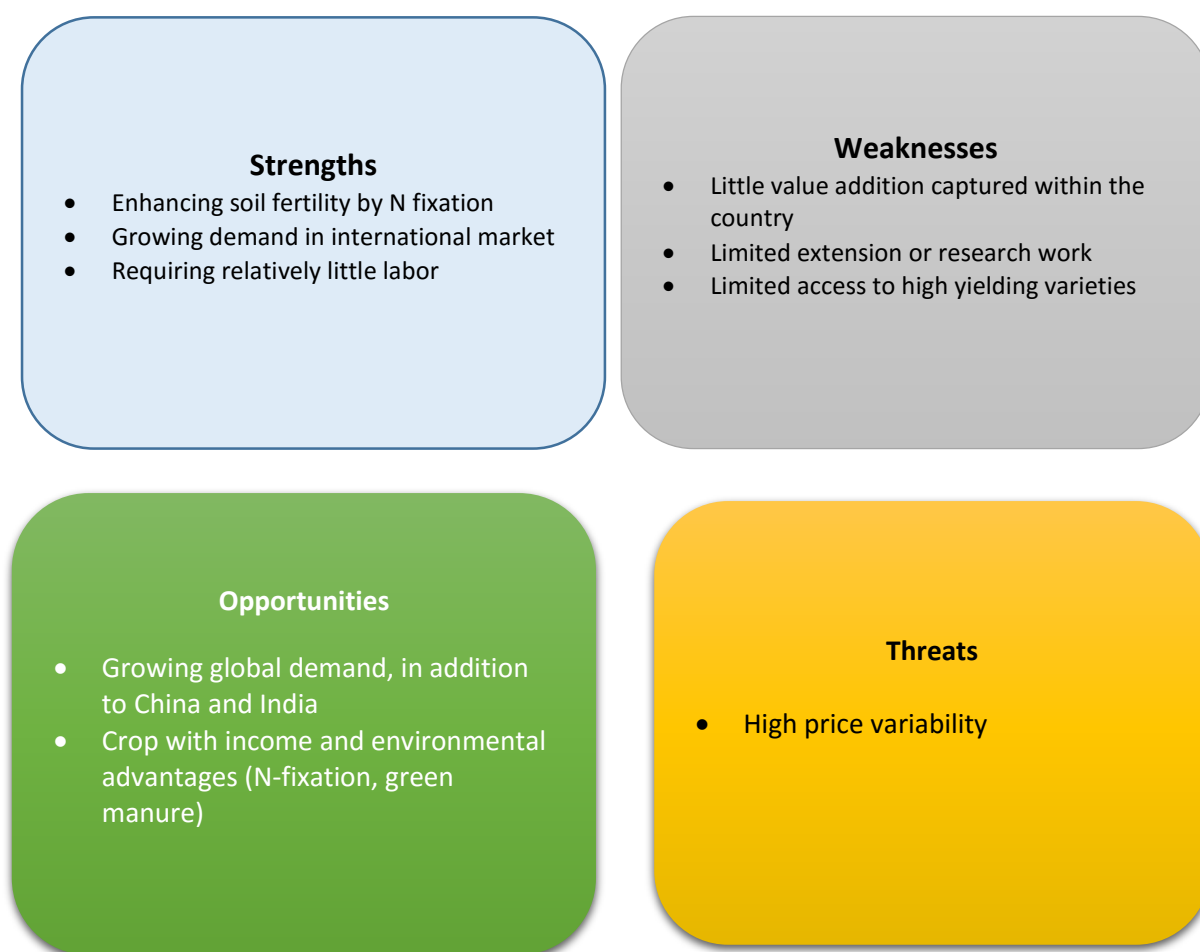 Strengths
• Enhancing soil fertility by N fixation
• Growing demand in international market
• Requiring relatively little labor
Weaknesses
• Little value addition captured within the
country
• Limited extension or research work
• Limited access to high yielding varieties
Opportunities
• Growing global demand, in addition
to China and India
• Crop with income and environmental
advantages (N-fixation, green
manure)
Threats
• High price variability